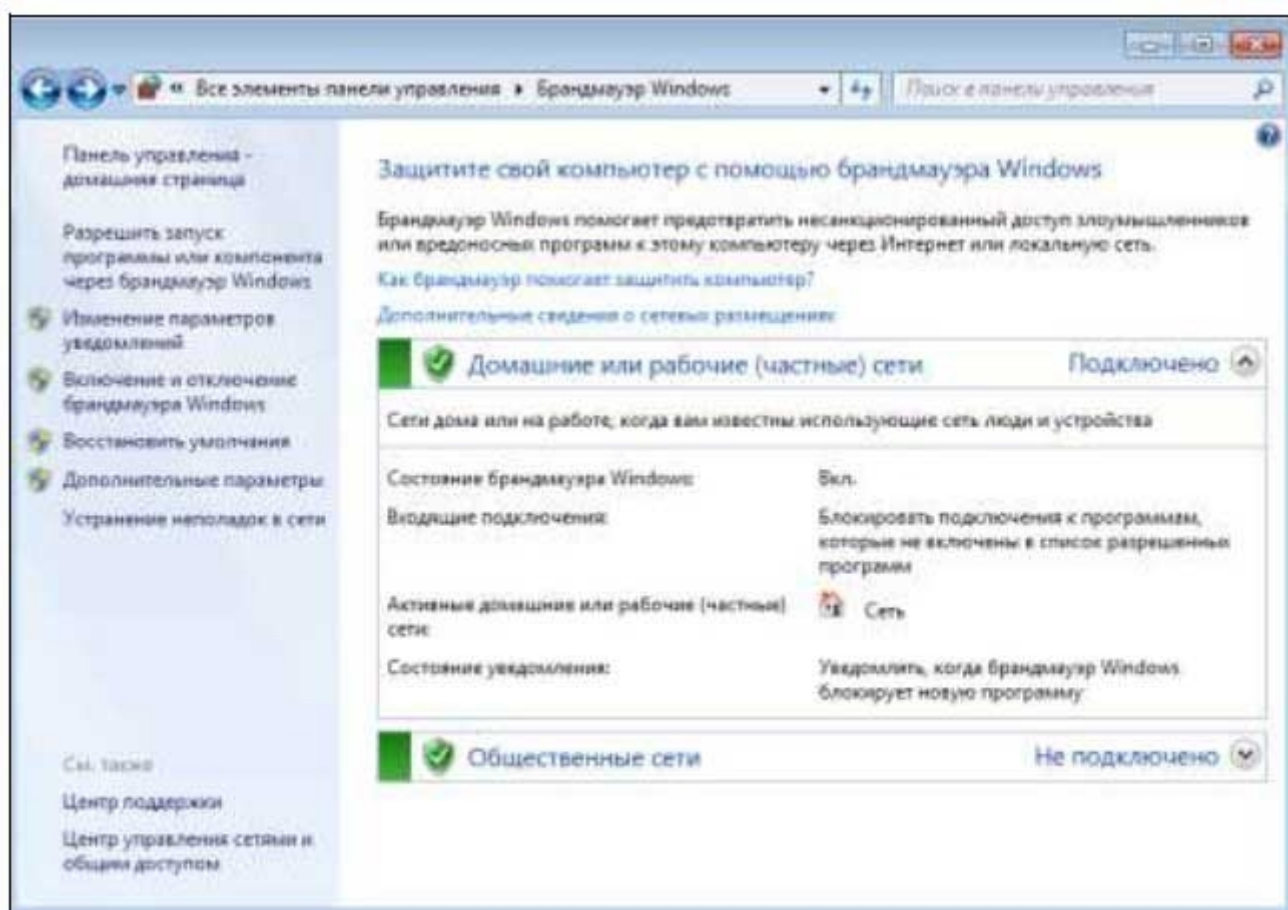 « Все элементы панели управления ▸ Брандмауэр Windows
Поиск в панели управления
Панель управления -
домашняя страница
Разрешить запуск
программы или компонента
через брандмауэр Windows
Изменение параметров
уведомлений
Включение и отключение
брандмауэра Windows
Восстановить умолчания
Дополнительные параметры
Устранение неполадок в сети
См. также
Центр поддержки
Центр управления сетями и
общим доступом
Защитите свой компьютер с помощью брандмауэра Windows
Брандмауэр Windows помогает предотвратить несанкционированный доступ злоумышленников
или вредоносных программ к этому компьютеру через Интернет или локальную сеть.
Как брандмауэр помогает защитить компьютер?
Дополнительные сведения о сетевых размещениях
Домашние или рабочие (частные) сети Подключено
Сети дома или на работе, когда вам известны использующие сеть люди и устройства
Состояние брандмауэра Windows: Вкл.
Входящие подключения: Блокировать подключения к программам,
которые не включены в список разрешенных
программ
Активные домашние или рабочие (частные) Сеть
сети:
Состояние уведомления: Уведомлять, когда брандмауэр Windows
блокирует новую программу
Общественные сети Не подключено